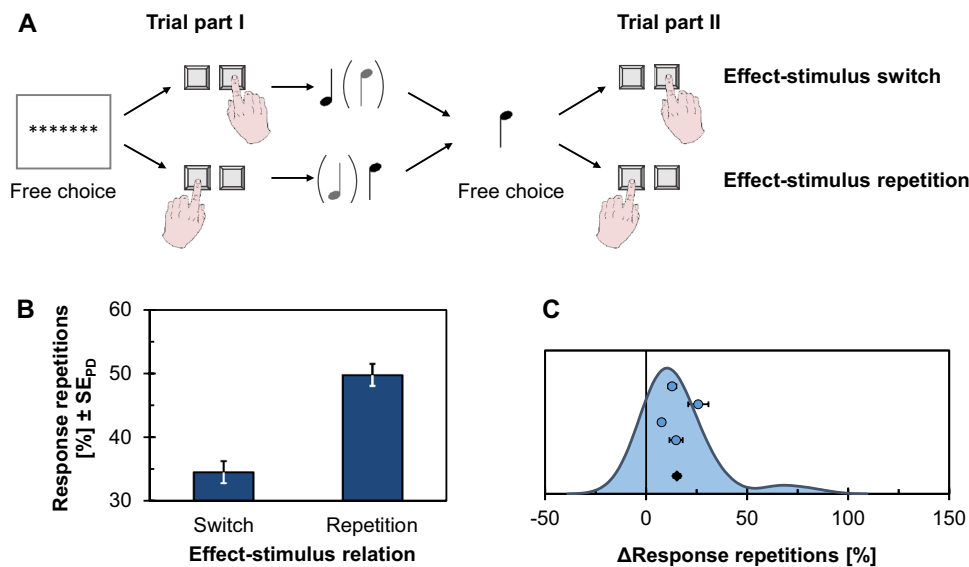 A
Trial part I
Trial part II
*******
Free choice
Free choice
Effect-stimulus switch
Effect-stimulus repetition
B
Response repetitions
[%] ± SE_PD
60
50
40
30
Switch
Repetition
Effect-stimulus relation
C
-50
0
50
100
150
ΔResponse repetitions [%]